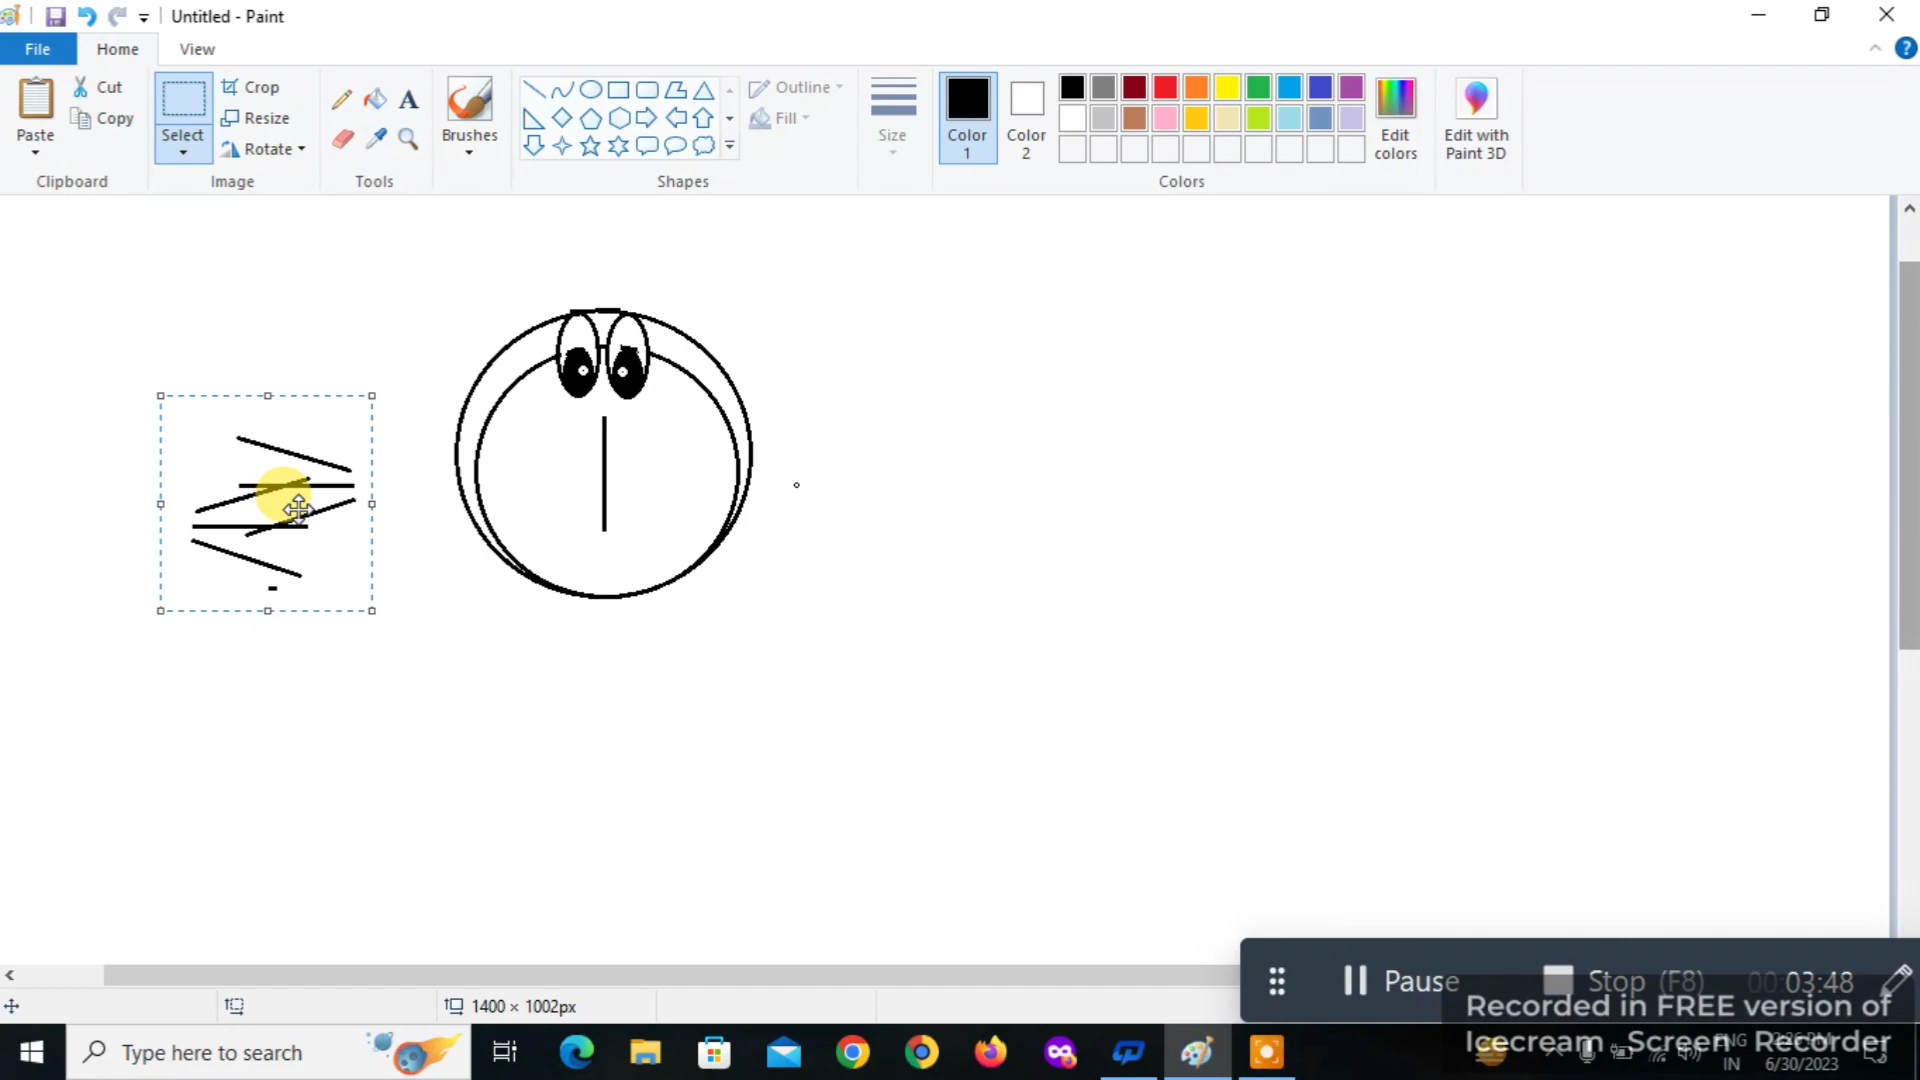 Untitled - Paint
File Home View
Paste
Cut
Copy
Clipboard
Select
Crop
Resize
Rotate
Image
Tools
Brushes
Shapes
Outline
Fill
Size
Color 1
Color 2
Colors
Edit colors
Edit with Paint 3D
1400 × 1002px
Pause Stop (F8) 00:03:48
Recorded in FREE version of
Icecream Screen Recorder
Type here to search
ENG
IN
6/30/2023